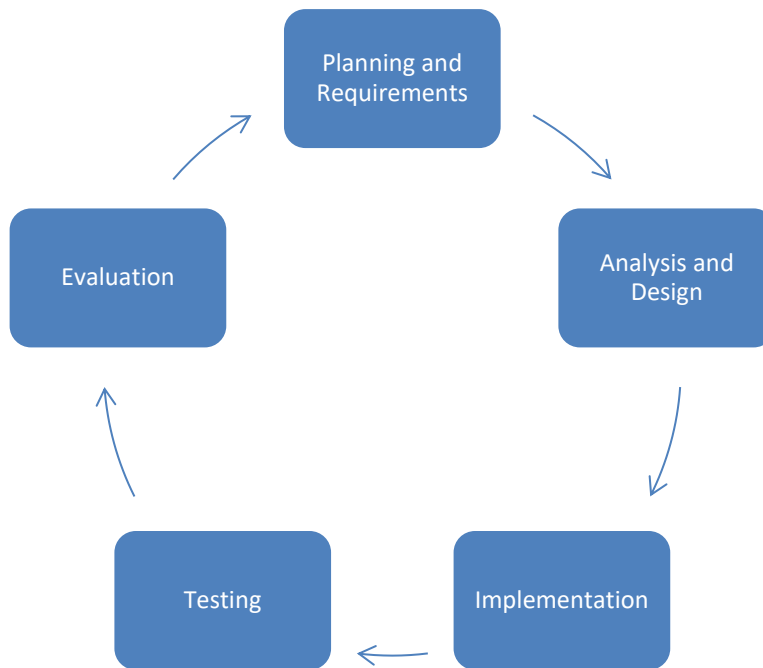 Planning and
Requirements
Analysis and
Design
Implementation
Testing
Evaluation